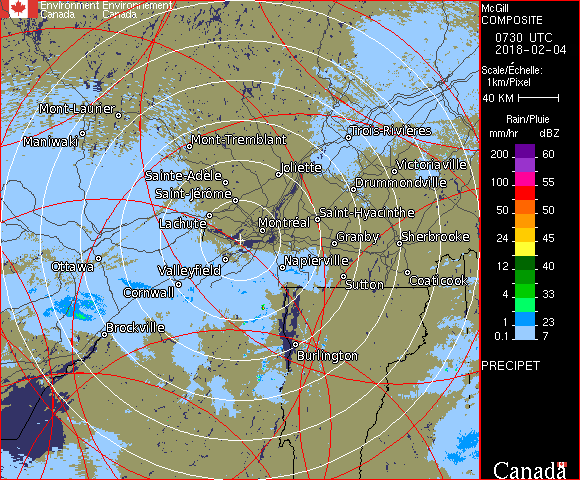 Environment Environnement
Canada Canada
McGill
COMPOSITE
0730 UTC
2018-02-04
Scale/Échelle:
1km/Pixel
40 KM
Rain/Pluie
mm/hr dBZ
200 60
150 55
100 55
50 50
24 45
12 40
4 33
1 23
0.1 7
PRECIPET
Canada
Mont-Laurier
Maniwaki
Mont-Tremblant
Trois-Rivières
Joliette
Victoriaville
Sainte-Adèle
Drummondville
Saint-Jérôme
Lachute
Saint-Hyacinthe
Montréal
Granby
Sherbrooke
Ottawa
Valleyfield
Napierville
Cornwall
Sutton
Coaticook
Brockville
Burlington